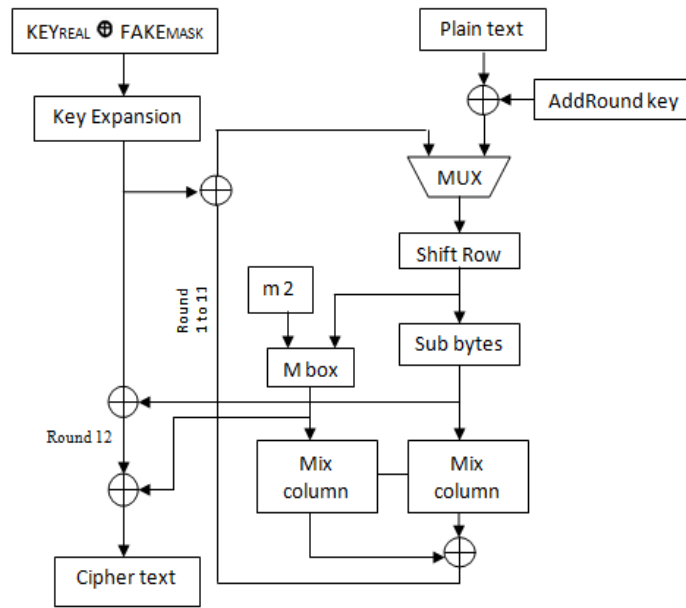 KEYREAL ⊕ FAKEMASK
Plain text
Key Expansion
AddRound key
MUX
Shift Row
Round
1 to 11
m 2
Sub bytes
M box
Round 12
Mix
column
Mix
column
Cipher text